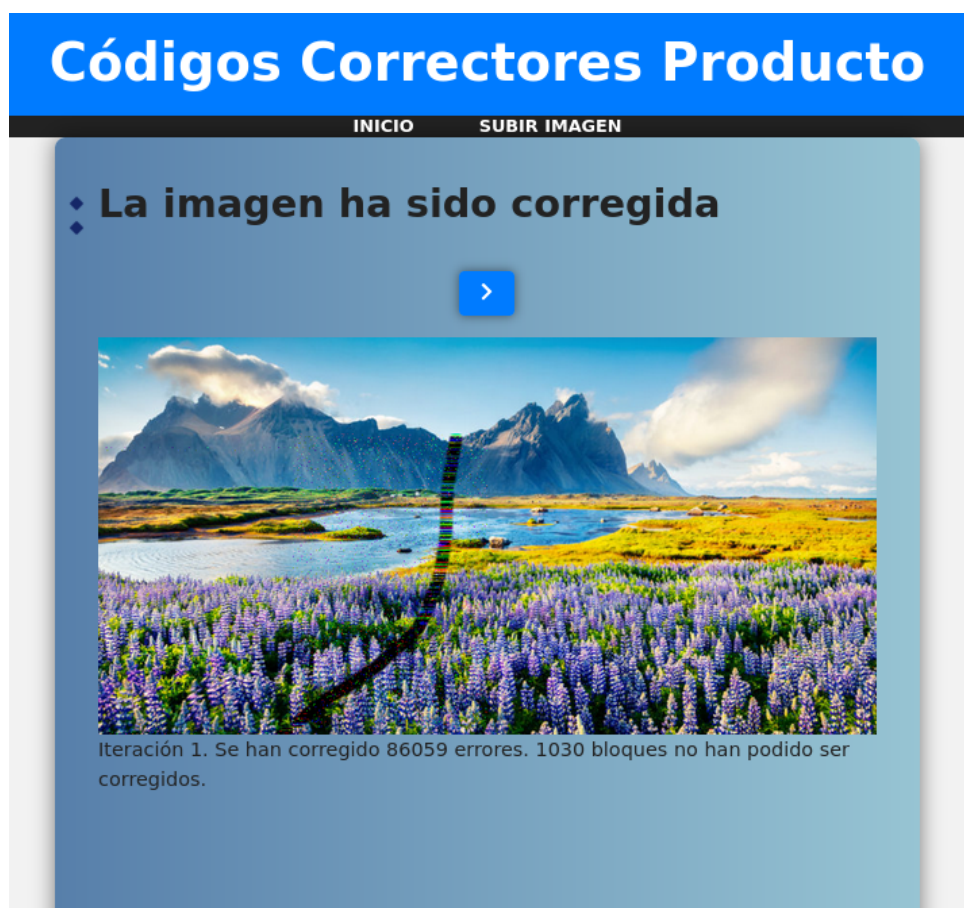 Códigos Correctores Producto
INICIO SUBIR IMAGEN
La imagen ha sido corregida
Iteración 1. Se han corregido 86059 errores. 1030 bloques no han podido ser
corregidos.